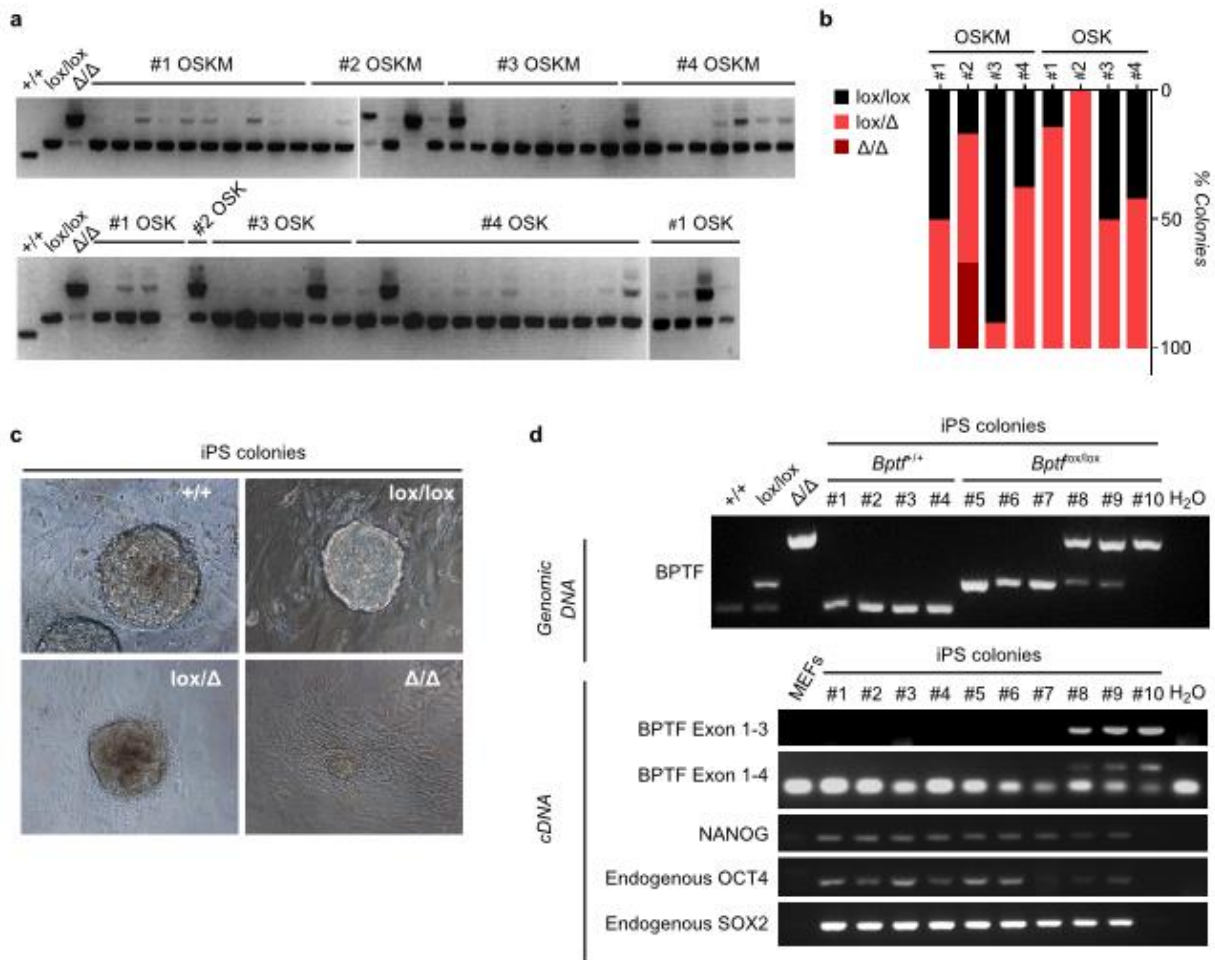 a
+/+ lox/lox Δ/Δ #1 OSKM #2 OSKM #3 OSKM #4 OSKM
+/+ lox/lox Δ/Δ #1 OSK #2 OSK #3 OSK #4 OSK #1 OSK
b
OSKM OSK
#1 #2 #3 #4 #1 #2 #3 #4
lox/lox
lox/Δ
Δ/Δ
0
50
100
% Colonies
c
iPS colonies
+/+ lox/lox
lox/Δ Δ/Δ
d
iPS colonies
Bptf+/+ Bptflox/lox
+/+ lox/lox Δ/Δ #1 #2 #3 #4 #5 #6 #7 #8 #9 #10 H2O
BPTF
Genomic
DNA
iPS colonies
MEFs #1 #2 #3 #4 #5 #6 #7 #8 #9 #10 H2O
BPTF Exon 1-3
BPTF Exon 1-4
NANOG
Endogenous OCT4
Endogenous SOX2
cDNA